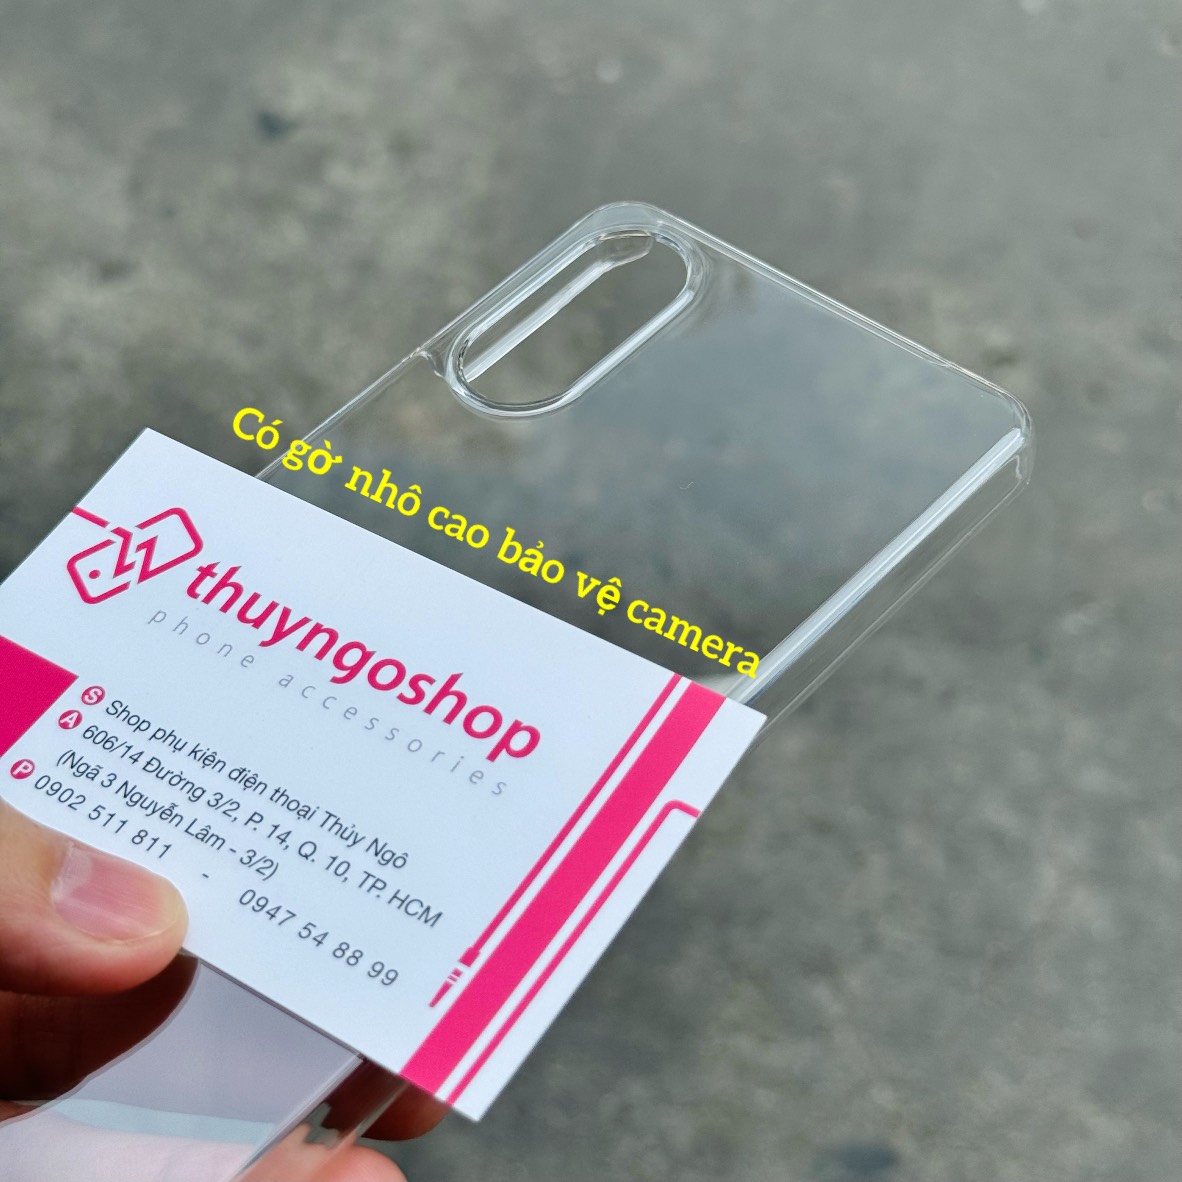 Có gờ nhô cao bảo vệ camera
thuyngoshop
phone accessories
S Shop phụ kiện điện thoại Thủy Ngô
A 606/14 Đường 3/2, P. 14, Q. 10, TP. HCM
(Ngã 3 Nguyễn Lâm - 3/2)
P 0902 511 811 - 0947 54 88 99